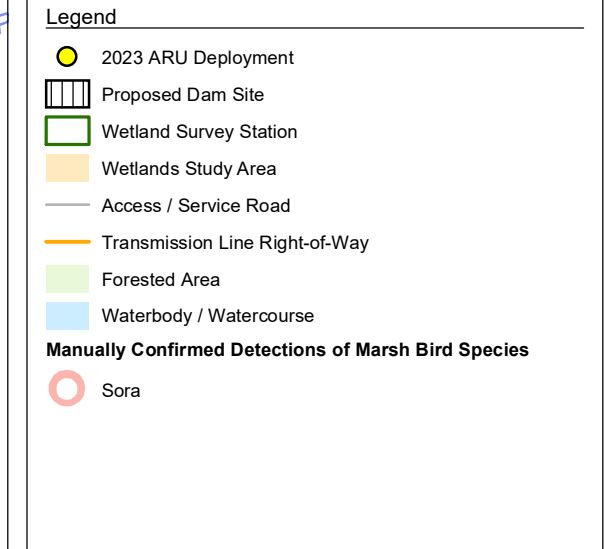 Legend
2023 ARU Deployment
Proposed Dam Site
Wetland Survey Station
Wetlands Study Area
Access / Service Road
Transmission Line Right-of-Way
Forested Area
Waterbody / Watercourse
Manually Confirmed Detections of Marsh Bird Species
Sora